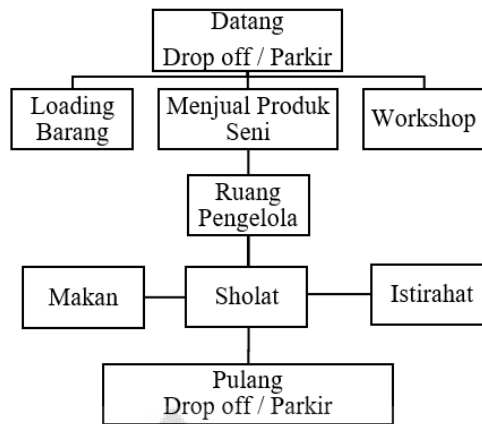 Datang
Drop off / Parkir
Loading
Barang
Menjual Produk
Seni
Workshop
Ruang
Pengelola
Makan
Sholat
Istirahat
Pulang
Drop off / Parkir